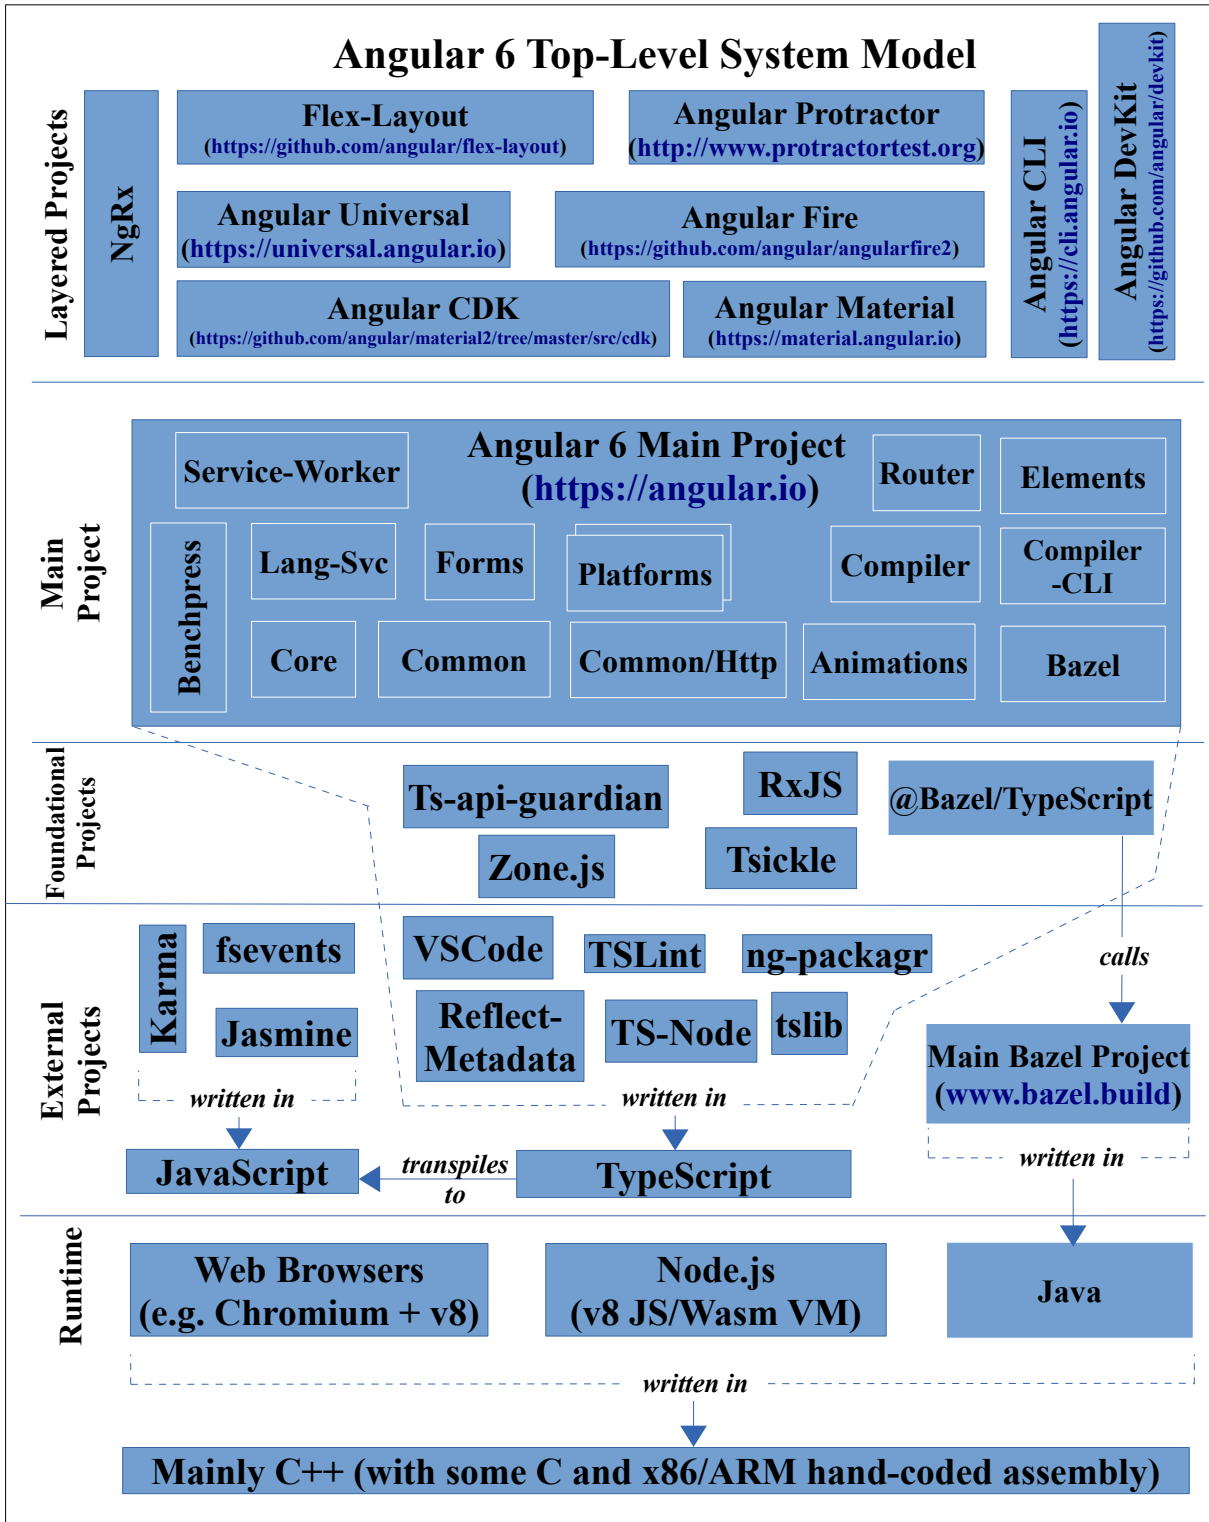 Angular 6 Top-Level System Model
Layered Projects
NgRx
Flex-Layout
(https://github.com/angular/flex-layout)
Angular Protractor
(http://www.protractortest.org)
Angular Universal
(https://universal.angular.io)
Angular Fire
(https://github.com/angular/angularfire2)
Angular CDK
(https://github.com/angular/material2/tree/master/src/cdk)
Angular Material
(https://material.angular.io)
Angular CLI
(https://cli.angular.io)
Angular DevKit
(https://github.com/angular/devkit)
Main
Project
Angular 6 Main Project
(https://angular.io)
Service-Worker
Router
Elements
Benchpress
Lang-Svc
Forms
Platforms
Compiler
Compiler
-CLI
Core
Common
Common/Http
Animations
Bazel
Foundational
Projects
Ts-api-guardian
RxJS
@Bazel/TypeScript
Zone.js
Tsickle
External
Projects
Karma
fsevents
Jasmine
VSCode
TSLint
ng-packagr
Reflect-
Metadata
TS-Node
tslib
calls
Main Bazel Project
(www.bazel.build)
written in
written in
written in
JavaScript
transpiles
to
TypeScript
Runtime
Web Browsers
(e.g. Chromium + v8)
Node.js
(v8 JS/Wasm VM)
Java
written in
Mainly C++ (with some C and x86/ARM hand-coded assembly)